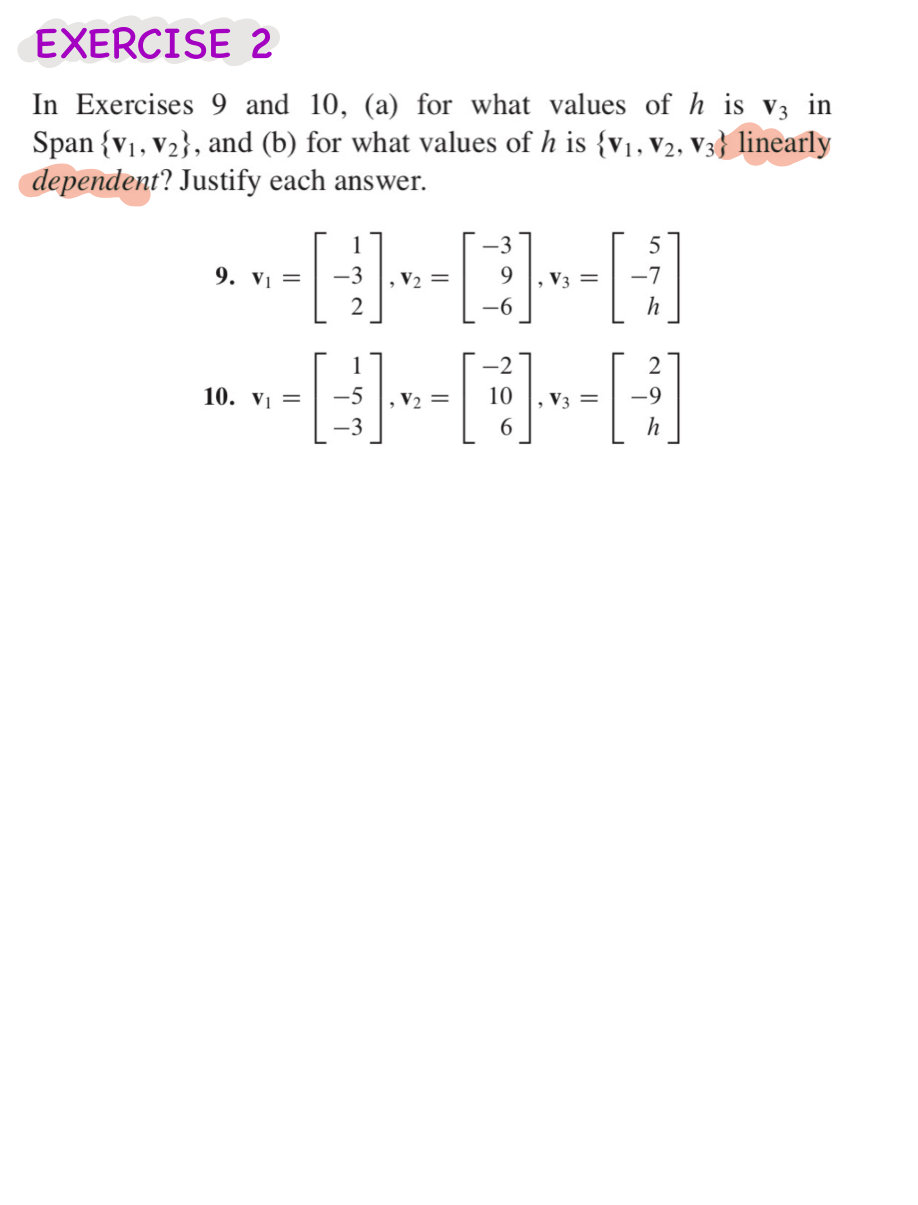 EXERCISE 2
In Exercises 9 and 10, (a) for what values of h is v₃ in
Span {v₁, v₂}, and (b) for what values of h is {v₁, v₂, v₃} linearly
dependent? Justify each answer.
9. v₁ = [1 −3 2], v₂ = [−3 9 −6], v₃ = [5 −7 h]
10. v₁ = [1 −5 −3], v₂ = [−2 10 6], v₃ = [2 −9 h]